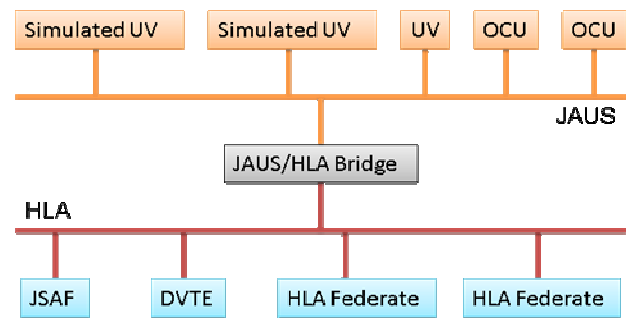 Simulated UV
Simulated UV
UV
OCU
OCU
JAUS
JAUS/HLA Bridge
HLA
JSAF
DVTE
HLA Federate
HLA Federate